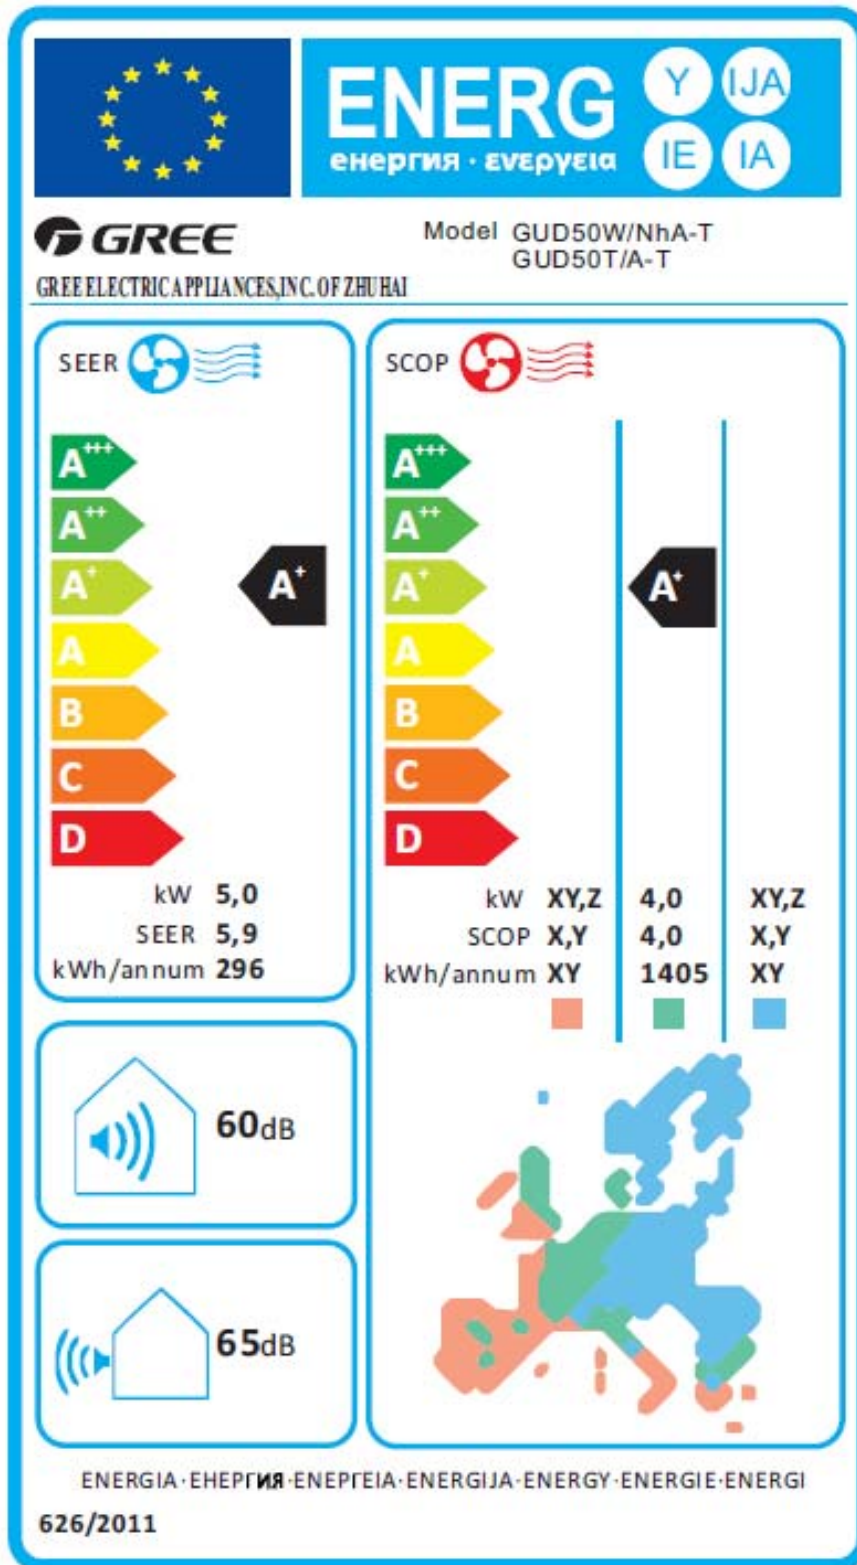 ENERG Y IJA
енергия · ενεργεια IE IA
GREE Model GUD50W/NhA-T
GUD50T/A-T
GREE ELECTRIC APPLIANCES,INC. OF ZHUHAI
SEER
A+++
A++
A+
A
B
C
D
A+
kW 5,0
SEER 5,9
kWh/annum 296
SCOP
A+++
A++
A+
A
B
C
D
A+
kW XY,Z 4,0 XY,Z
SCOP X,Y 4,0 X,Y
kWh/annum XY 1405 XY
60dB
65dB
ENERGIA·ЕНЕРГИЯ·ΕΝΕΡΓΕΙΑ·ENERGIJA·ENERGY·ENERGIE·ENERGI
626/2011